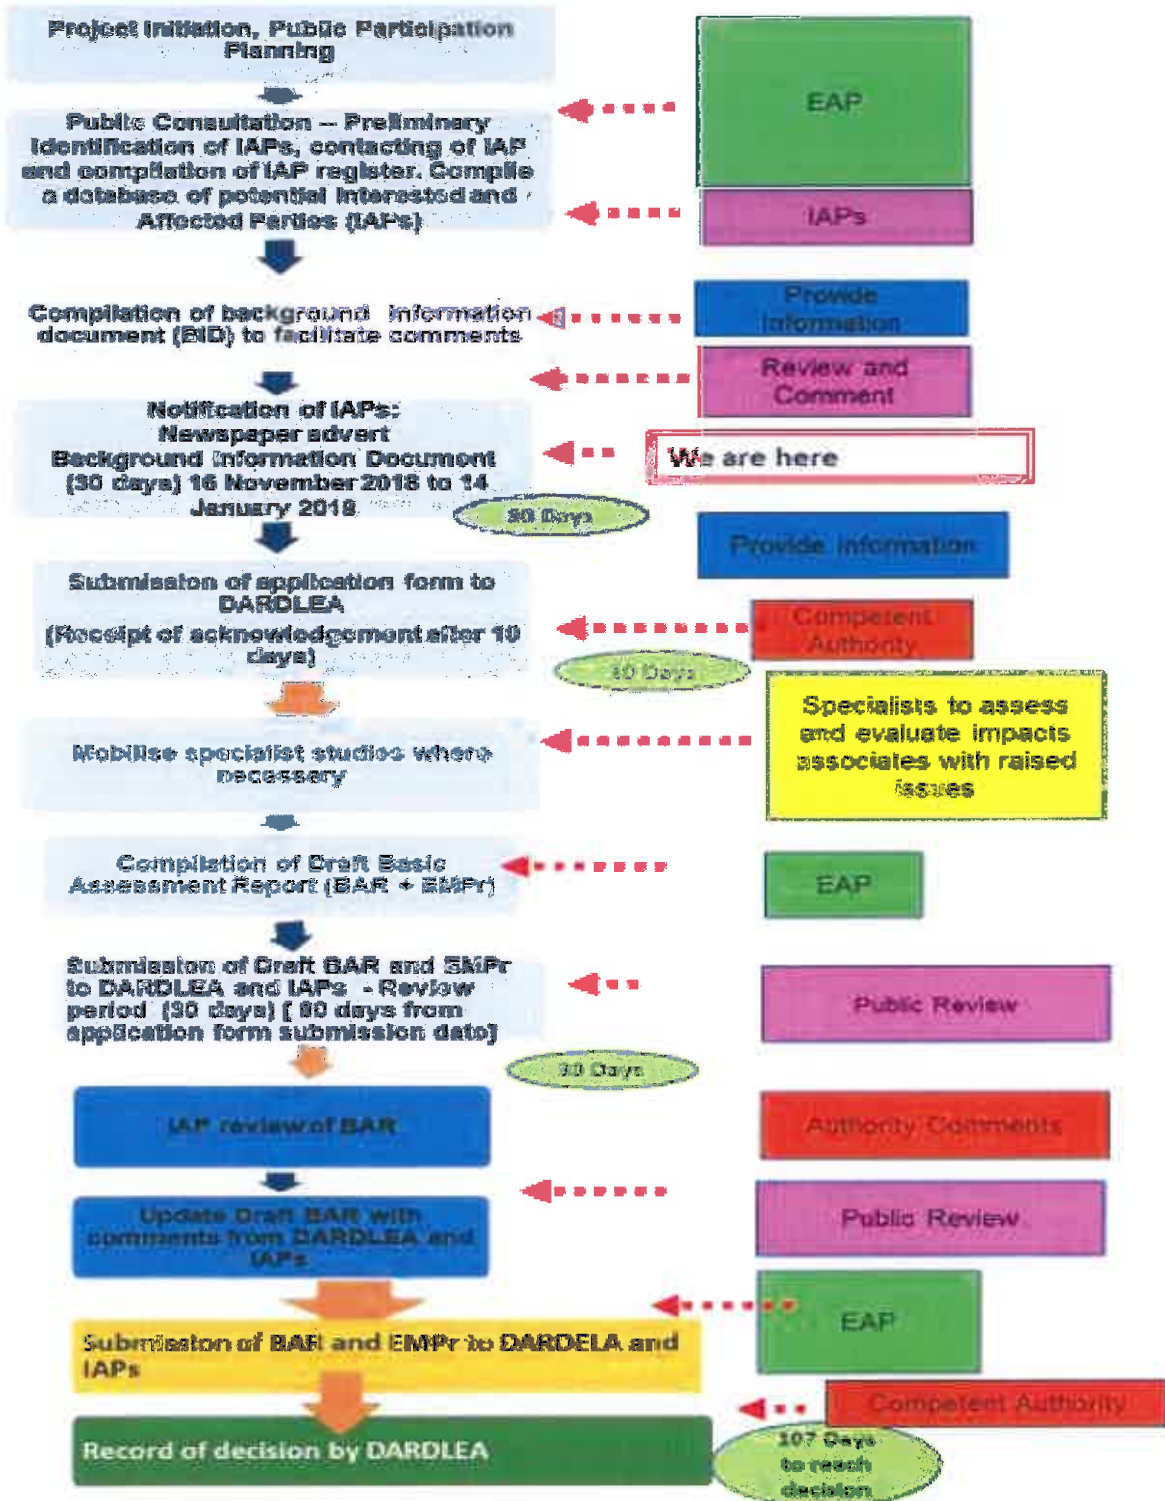 Project Initiation, Public Participation
Planning
EAP
Public Consultation – Preliminary
Identification of IAPs, contacting of IAP
and compilation of IAP register. Compile
a database of potential Interested and
Affected Parties (IAPs)
IAPs
Compilation of background information
document (BID) to facilitate comments
Provide
Information
Review and
Comment
Notification of IAPs:
Newspaper advert
Background Information Document
(30 days) 16 November 2018 to 14
January 2019
We are here
30 Days
Provide Information
Submission of application form to
DARDLEA
(Receipt of acknowledgement after 10
days)
Competent
Authority
10 Days
Mobilise specialist studies where
necessary
Specialists to assess
and evaluate impacts
associates with raised
issues
Compilation of Draft Basic
Assessment Report (BAR + EMPr)
EAP
Submission of Draft BAR and EMPr
to DARDLEA and IAPs - Review
period (30 days) [ 90 days from
application form submission date]
Public Review
30 Days
IAP review of BAR
Authority Comments
Update Draft BAR with
comments from DARDLEA and
IAPs
Public Review
EAP
Submission of BAR and EMPr to DARDELA and
IAPs
Competent Authority
Record of decision by DARDLEA
107 Days
to reach
decision